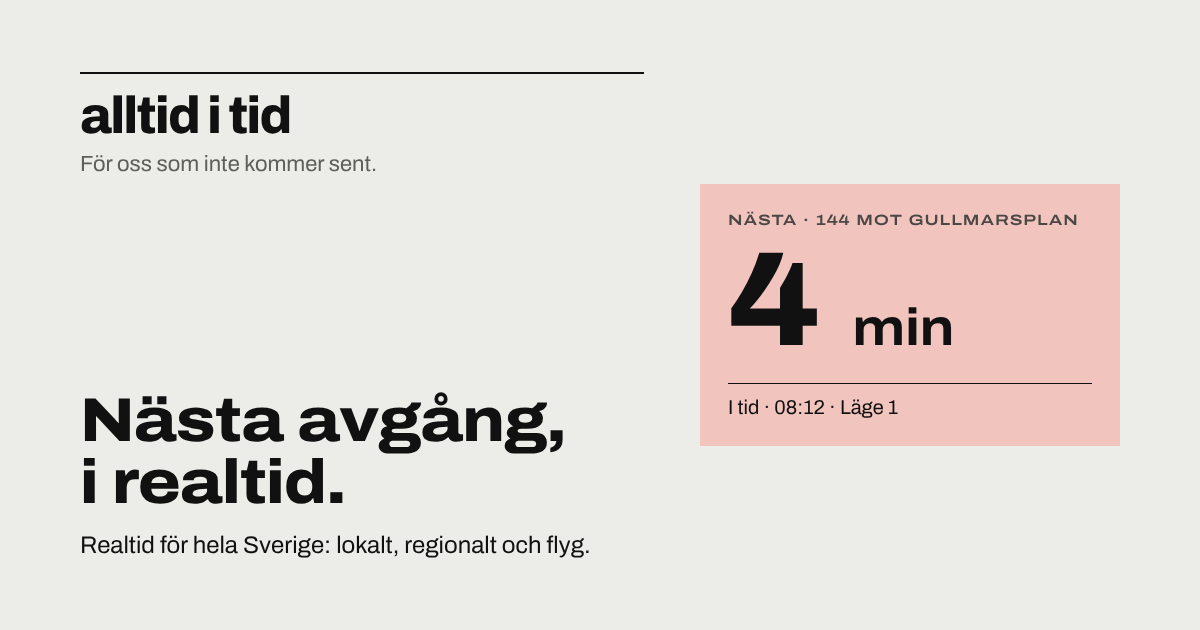 alltid i tid
För oss som inte kommer sent.
NÄSTA · 144 MOT GULLMARSPLAN
4 min
I tid · 08:12 · Läge 1
Nästa avgång,
i realtid.
Realtid för hela Sverige: lokalt, regionalt och flyg.